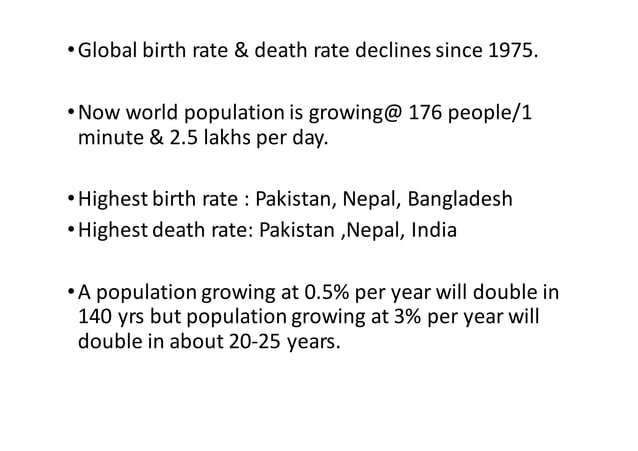 •Global birth rate & death rate declines since 1975.
•Now world population is growing@ 176 people/1
minute & 2.5 lakhs per day.
•Highest birth rate : Pakistan, Nepal, Bangladesh
•Highest death rate: Pakistan ,Nepal, India
•A population growing at 0.5% per year will double in
140 yrs but population growing at 3% per year will
double in about 20-25 years.